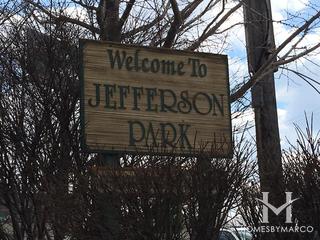 Welcome To
JEFFERSON
PARK
H
HOMESBYMARCO